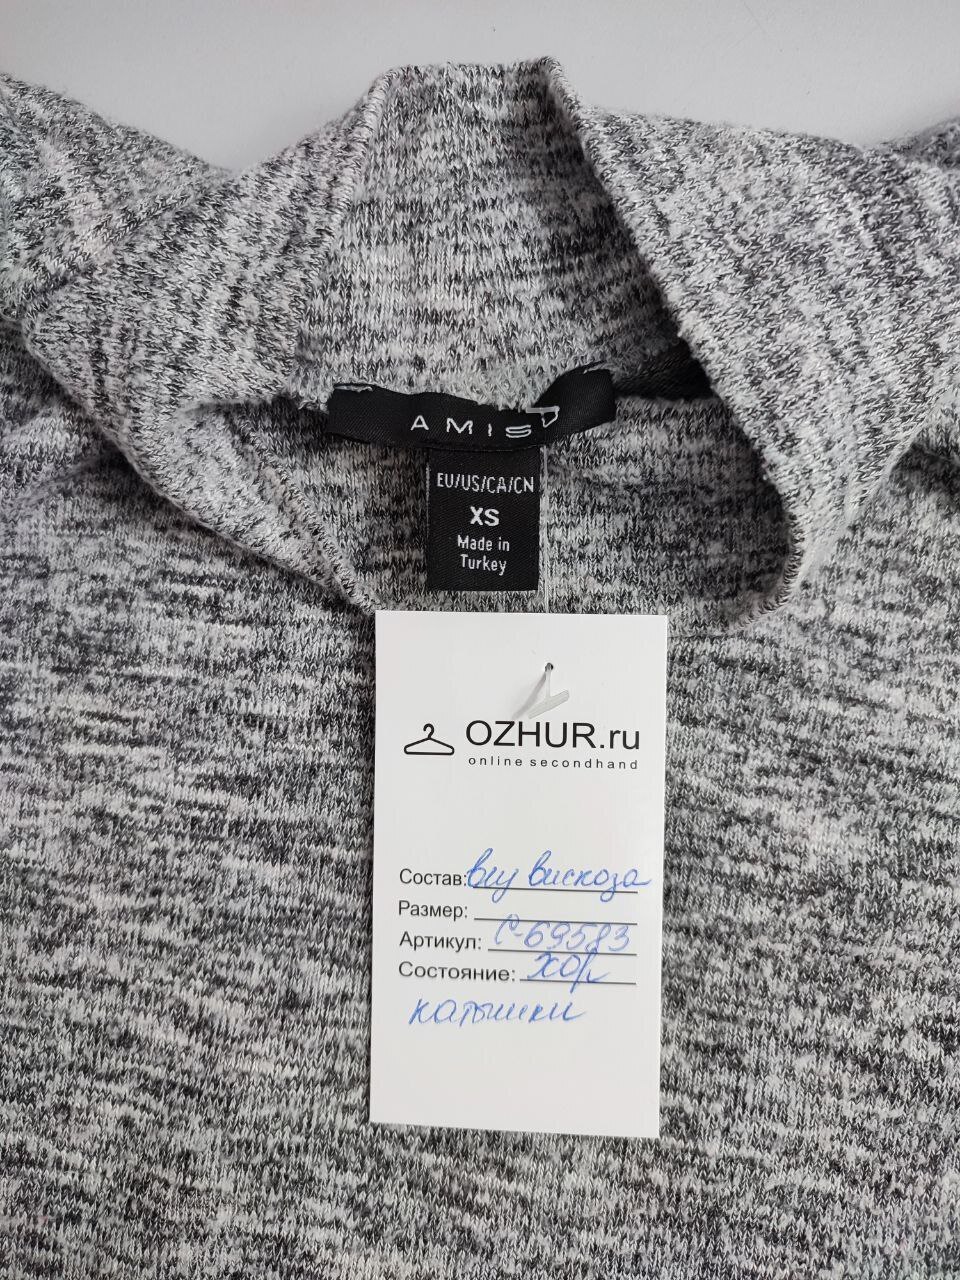 AMISU
EU/US/CA/CN
XS
Made in
Turkey
OZHUR.ru
online secondhand
Состав: виз вискоза
Размер:
Артикул: С-69583
Состояние: хор
катышки